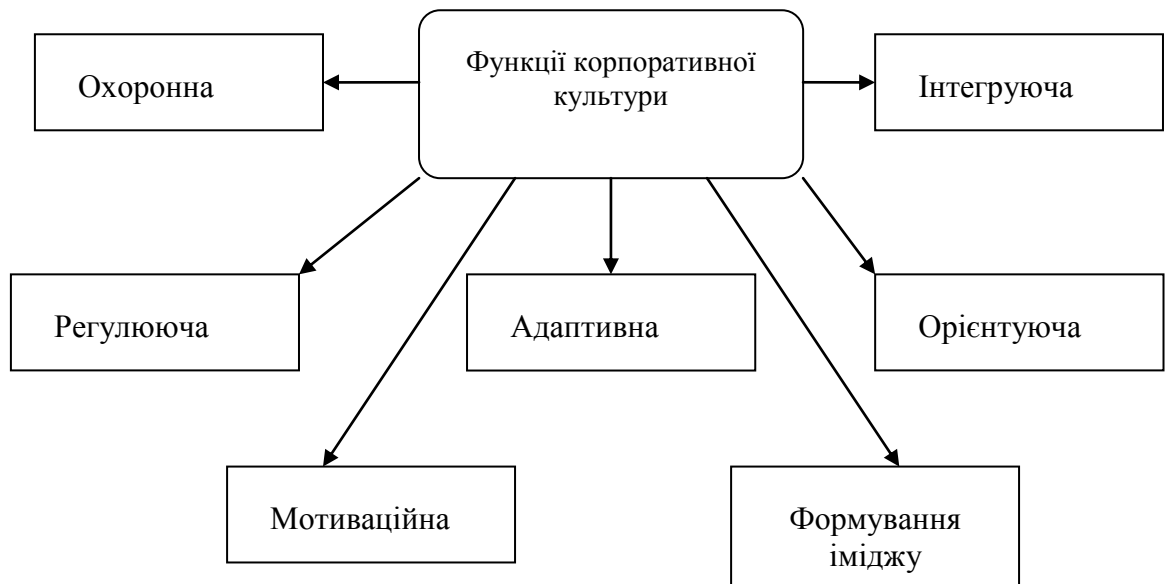 Функції корпоративної
культури
Охоронна
Інтегруюча
Регулююча
Адаптивна
Орієнтуюча
Мотиваційна
Формування
іміджу